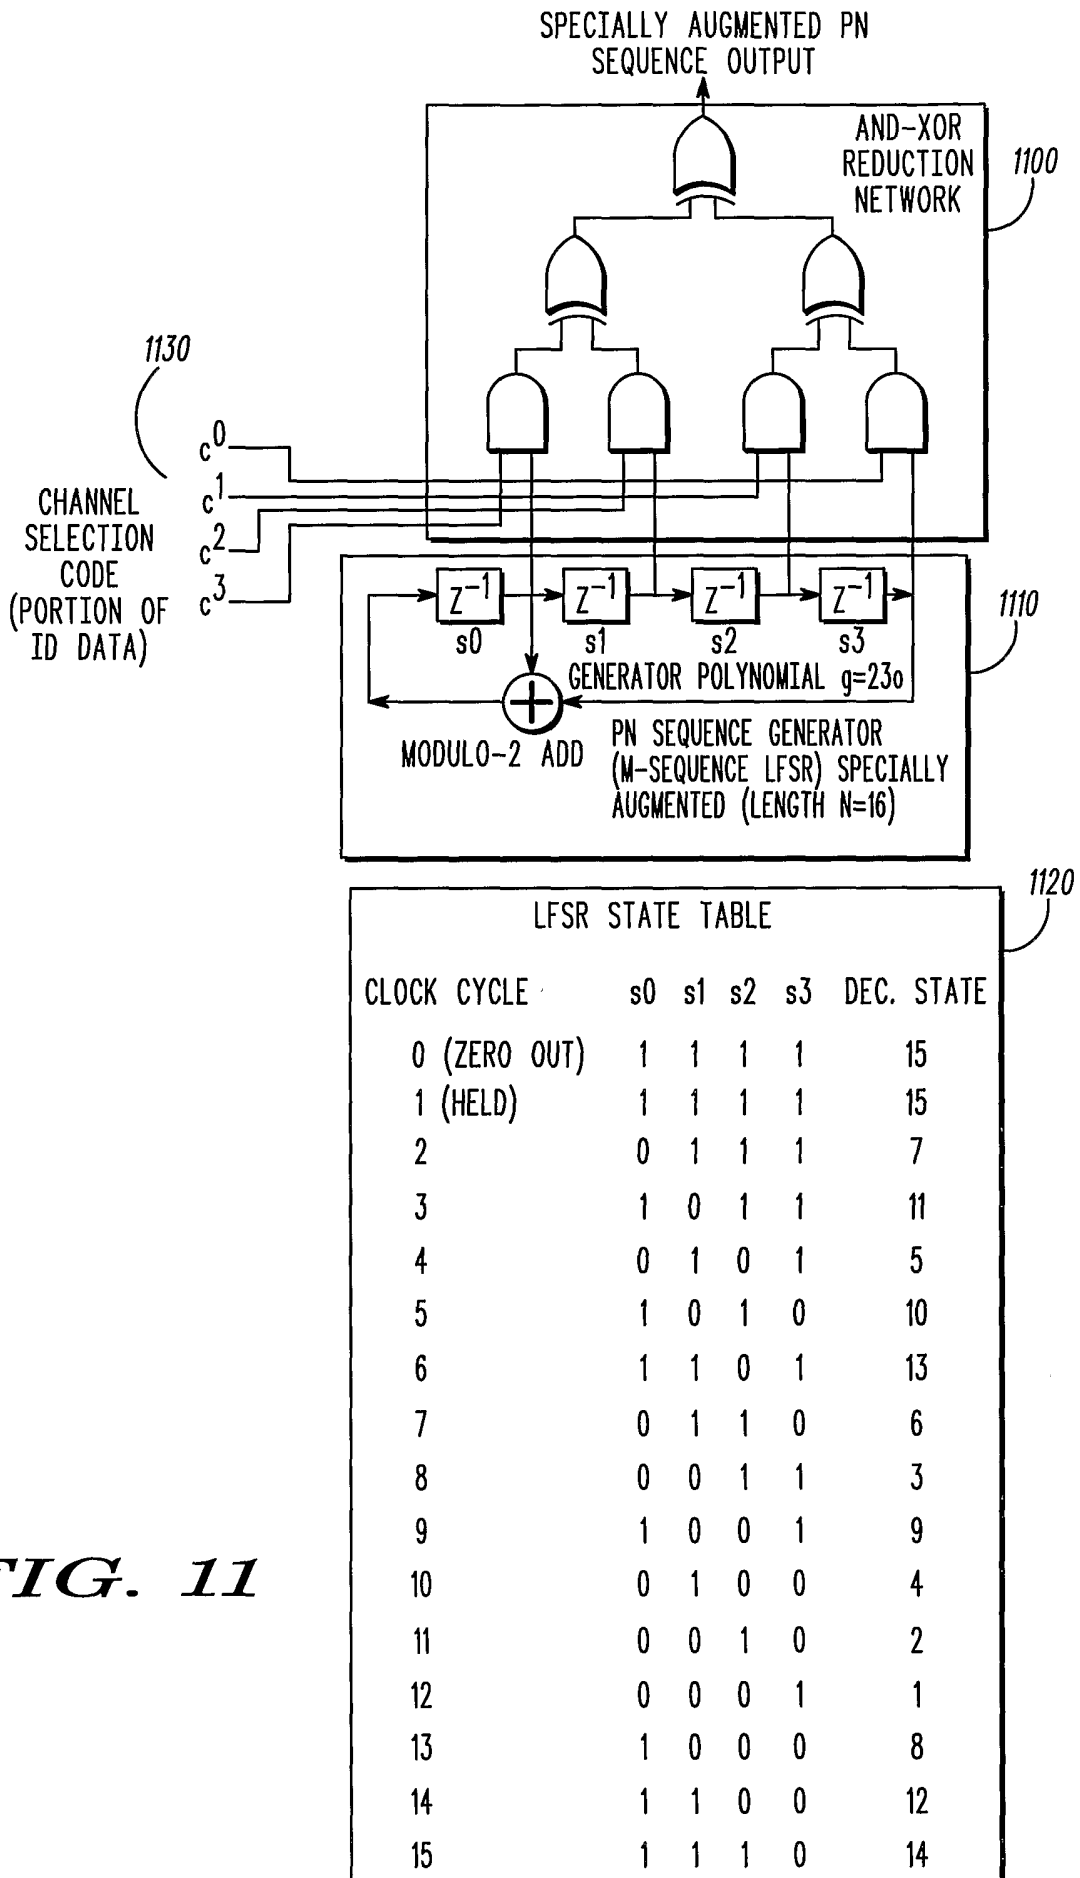 SPECIALLY AUGMENTED PN
SEQUENCE OUTPUT
AND-XOR
REDUCTION
NETWORK
1100
1130
c0
c1
c2
c3
CHANNEL
SELECTION
CODE
(PORTION OF
ID DATA)
Z-1
Z-1
Z-1
Z-1
s0
s1
s2
s3
1110
GENERATOR POLYNOMIAL g=23o
MODULO-2 ADD
PN SEQUENCE GENERATOR
(M-SEQUENCE LFSR) SPECIALLY
AUGMENTED (LENGTH N=16)
1120
LFSR STATE TABLE
CLOCK CYCLE s0 s1 s2 s3 DEC. STATE
0 (ZERO OUT) 1 1 1 1 15
1 (HELD) 1 1 1 1 15
2 0 1 1 1 7
3 1 0 1 1 11
4 0 1 0 1 5
5 1 0 1 0 10
6 1 1 0 1 13
7 0 1 1 0 6
8 0 0 1 1 3
9 1 0 0 1 9
10 0 1 0 0 4
11 0 0 1 0 2
12 0 0 0 1 1
13 1 0 0 0 8
14 1 1 0 0 12
15 1 1 1 0 14
FIG. 11